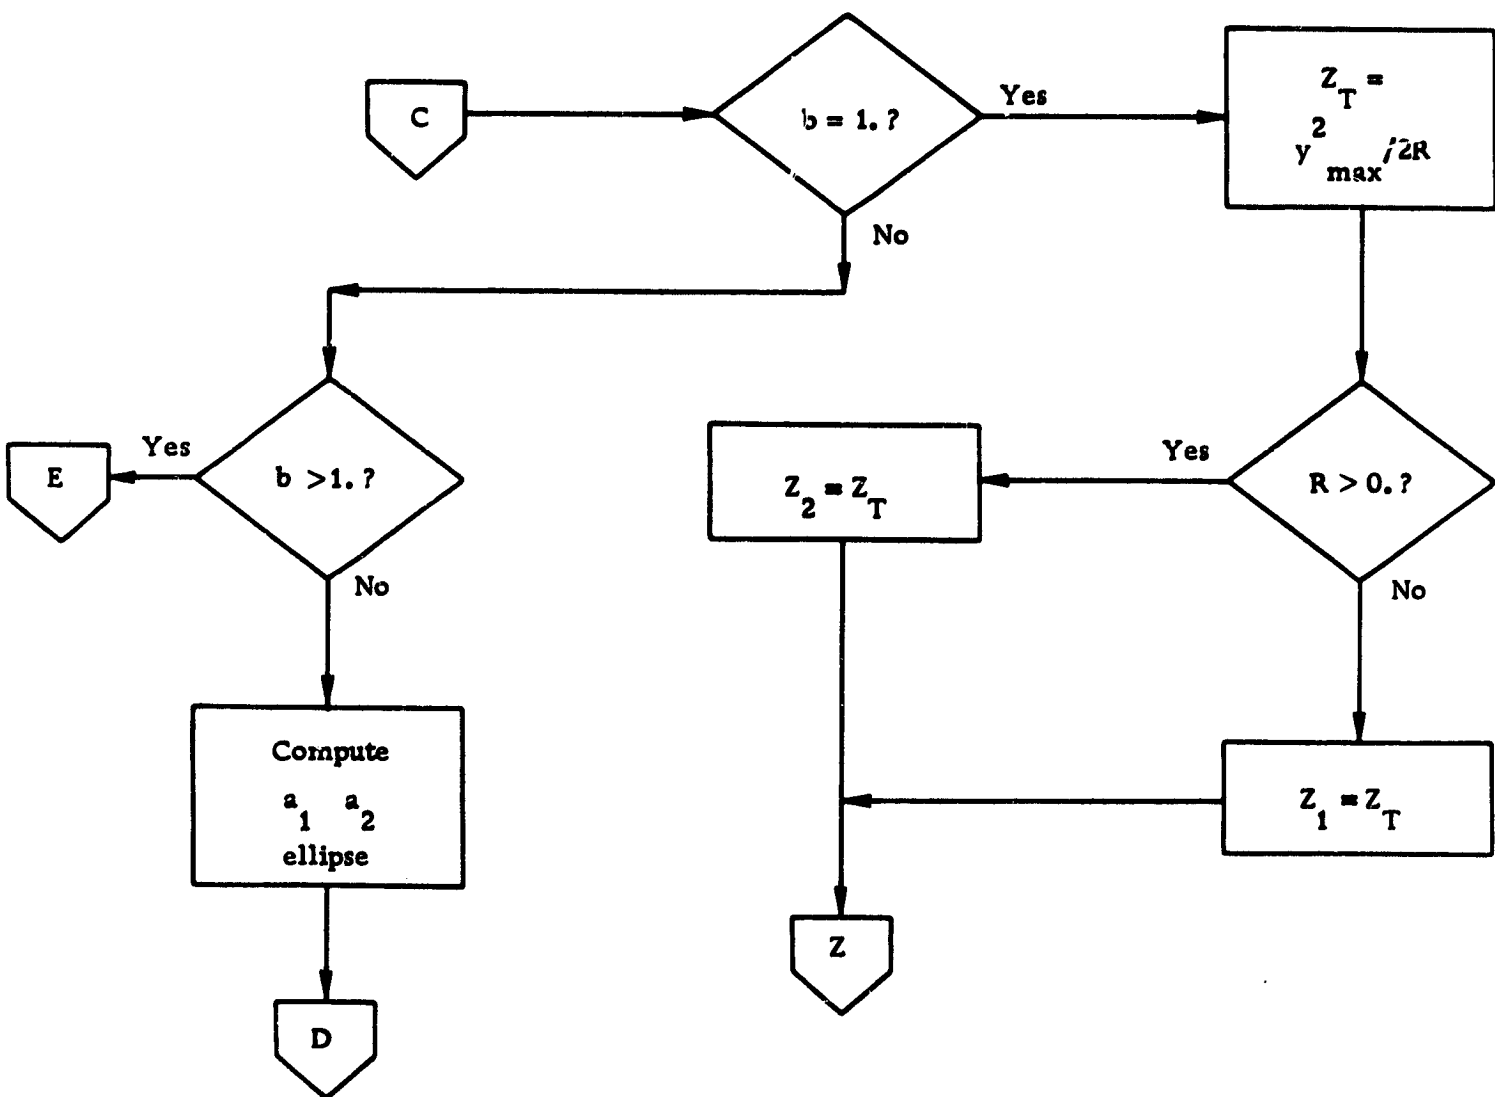 C
b = 1. ?
Yes
Z_T =
y^2_max/2R
No
E
Yes
b > 1. ?
Z_2 = Z_T
Yes
R > 0. ?
No
No
Compute
a_1 a_2
ellipse
Z_1 = Z_T
Z
D